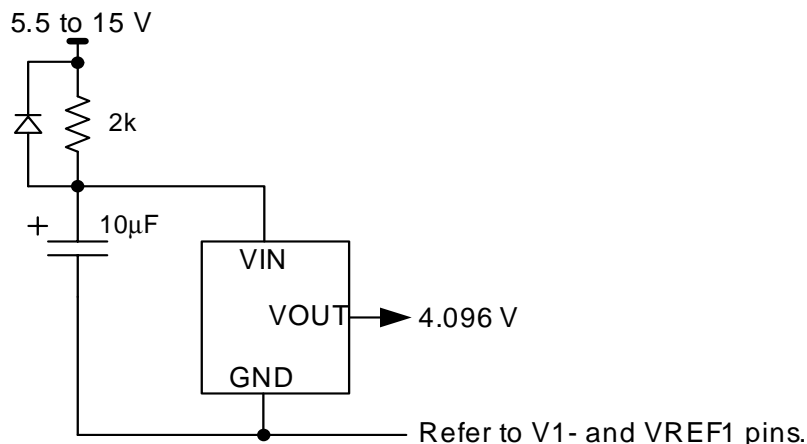 5.5 to 15 V
2k
+ 10µF
VIN
VOUT 4.096 V
GND
Refer to V1- and VREF1 pins.